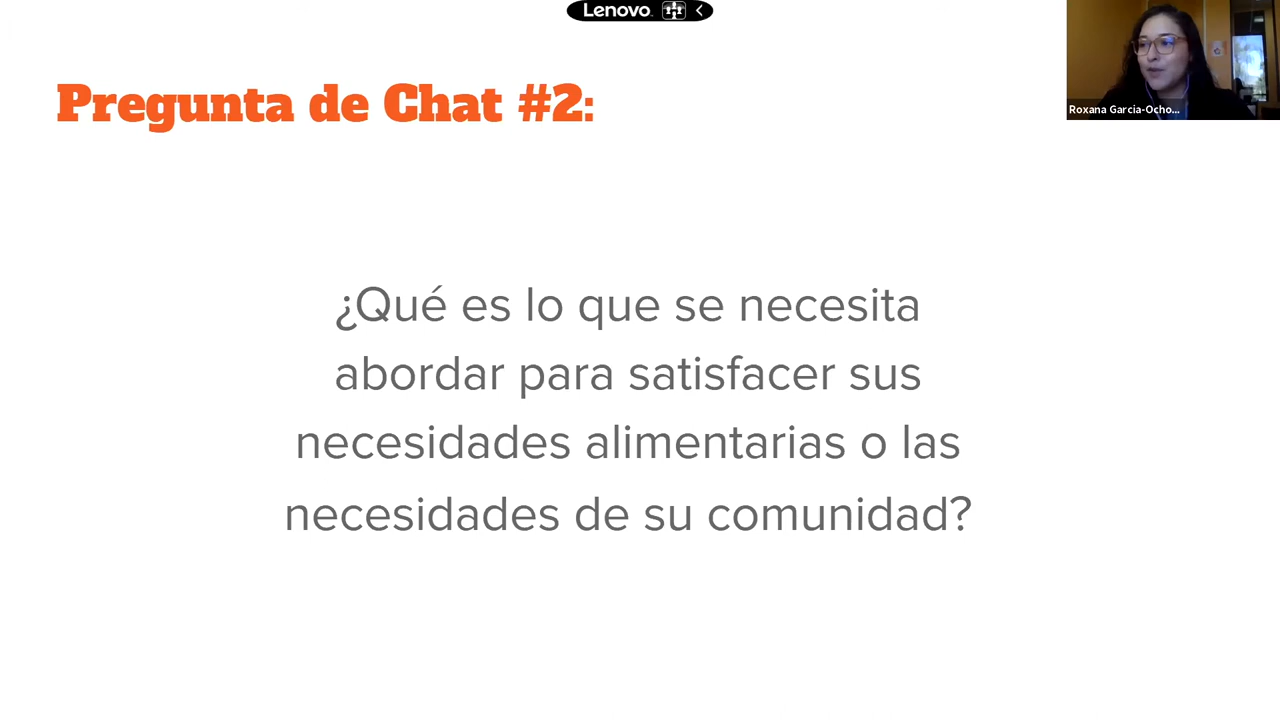 Lenovo
Pregunta de Chat #2:
Roxana Garcia-Ocho...
¿Qué es lo que se necesita
abordar para satisfacer sus
necesidades alimentarias o las
necesidades de su comunidad?